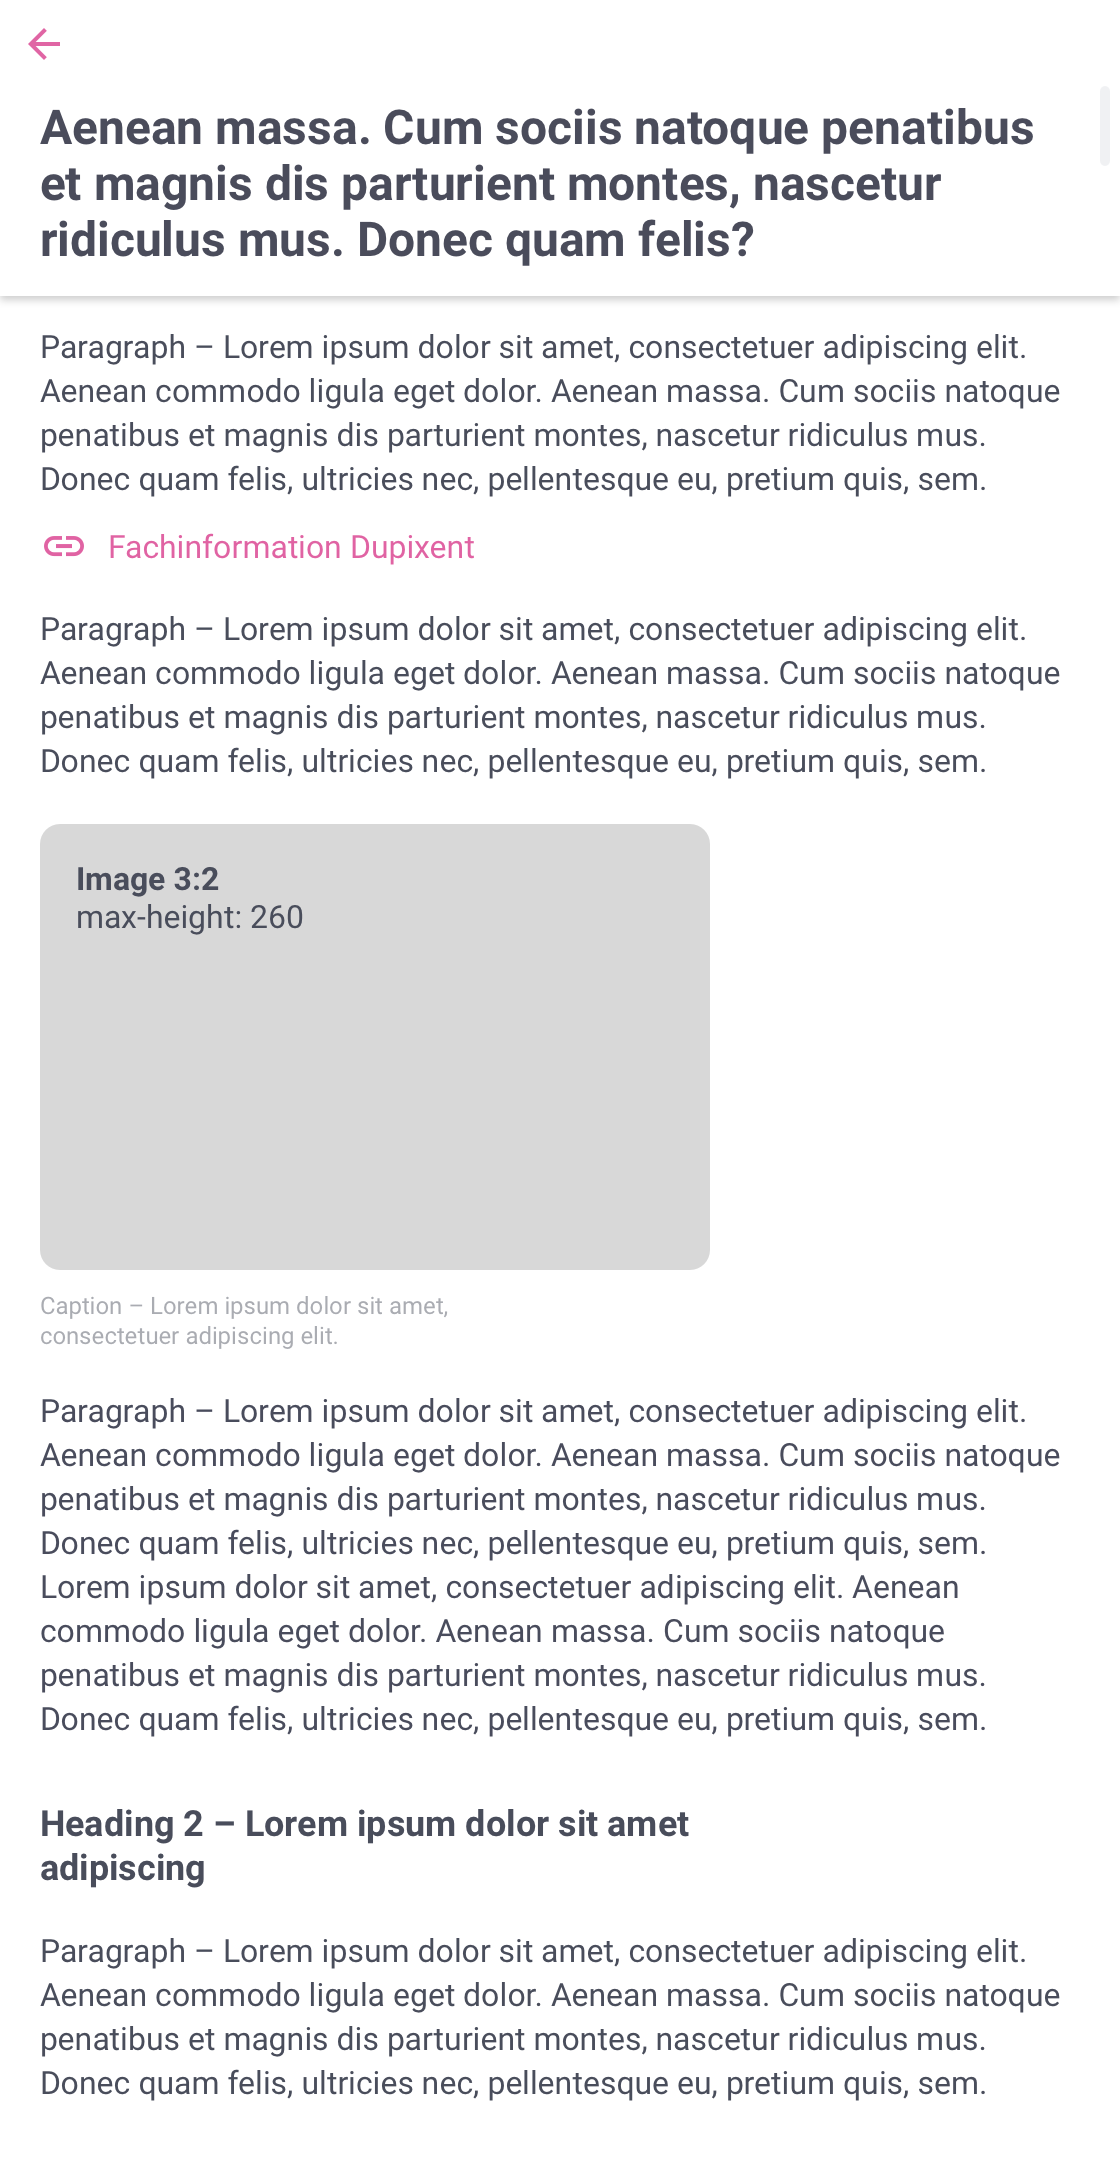 Aenean massa. Cum sociis natoque penatibus
et magnis dis parturient montes, nascetur
ridiculus mus. Donec quam felis?
Paragraph – Lorem ipsum dolor sit amet, consectetuer adipiscing elit.
Aenean commodo ligula eget dolor. Aenean massa. Cum sociis natoque
penatibus et magnis dis parturient montes, nascetur ridiculus mus.
Donec quam felis, ultricies nec, pellentesque eu, pretium quis, sem.
Fachinformation Dupixent
Paragraph – Lorem ipsum dolor sit amet, consectetuer adipiscing elit.
Aenean commodo ligula eget dolor. Aenean massa. Cum sociis natoque
penatibus et magnis dis parturient montes, nascetur ridiculus mus.
Donec quam felis, ultricies nec, pellentesque eu, pretium quis, sem.
Image 3:2
max-height: 260
Caption – Lorem ipsum dolor sit amet,
consectetuer adipiscing elit.
Paragraph – Lorem ipsum dolor sit amet, consectetuer adipiscing elit.
Aenean commodo ligula eget dolor. Aenean massa. Cum sociis natoque
penatibus et magnis dis parturient montes, nascetur ridiculus mus.
Donec quam felis, ultricies nec, pellentesque eu, pretium quis, sem.
Lorem ipsum dolor sit amet, consectetuer adipiscing elit. Aenean
commodo ligula eget dolor. Aenean massa. Cum sociis natoque
penatibus et magnis dis parturient montes, nascetur ridiculus mus.
Donec quam felis, ultricies nec, pellentesque eu, pretium quis, sem.
Heading 2 – Lorem ipsum dolor sit amet
adipiscing
Paragraph – Lorem ipsum dolor sit amet, consectetuer adipiscing elit.
Aenean commodo ligula eget dolor. Aenean massa. Cum sociis natoque
penatibus et magnis dis parturient montes, nascetur ridiculus mus.
Donec quam felis, ultricies nec, pellentesque eu, pretium quis, sem.